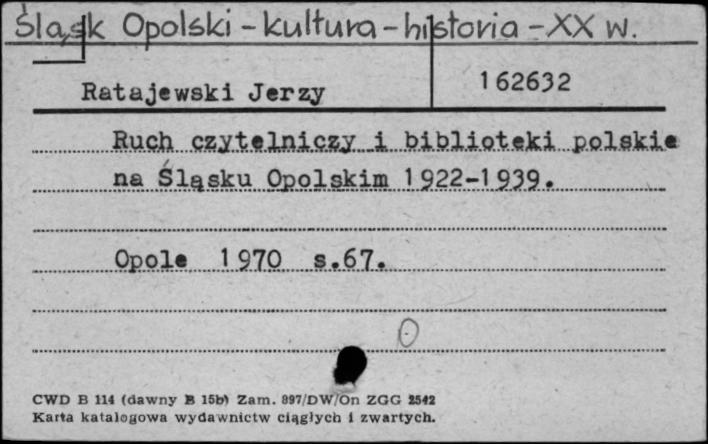 Śląsk Opolski - kultura - historia - XX w.
Ratajewski Jerzy
162632
Ruch czytelniczy i biblioteki polskie
na Śląsku Opolskim 1922-1939.
Opole 1970 s.67.
CWD B 114 (dawny B 15b) Zam. 897/DW/On ZGG 2542
Karta katalogowa wydawnictw ciągłych i zwartych.